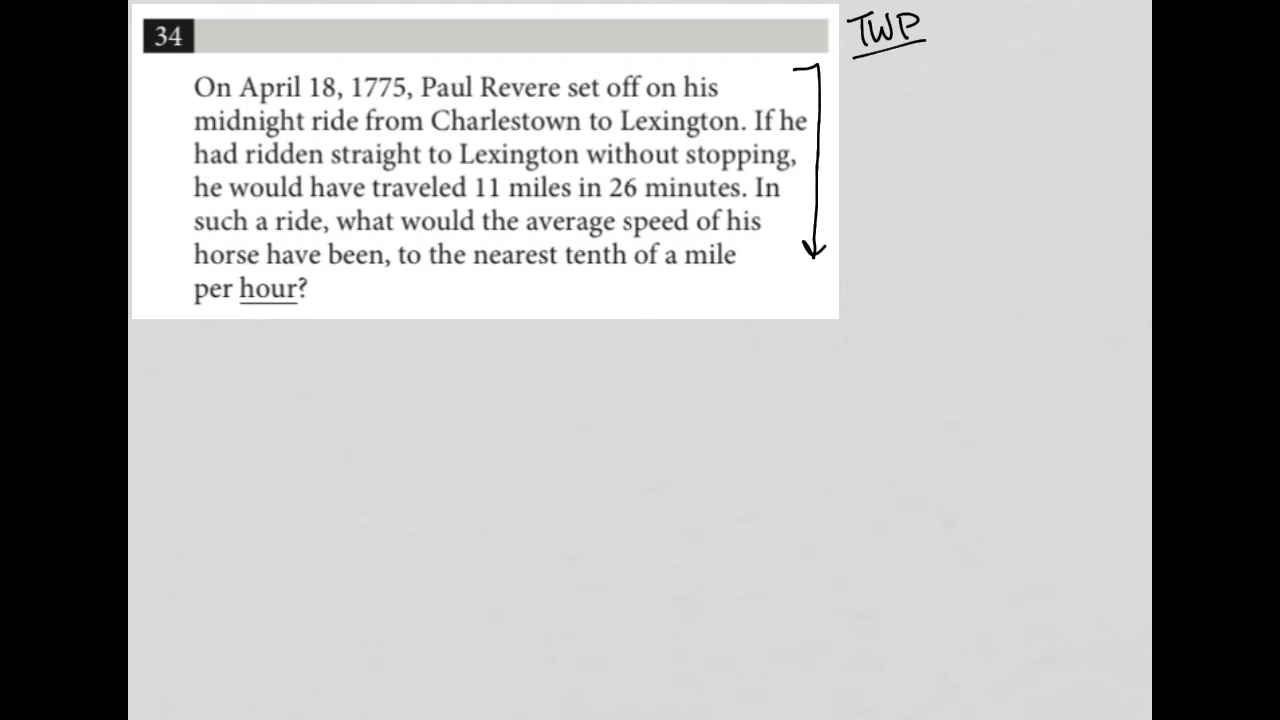 34
TWP
On April 18, 1775, Paul Revere set off on his
midnight ride from Charlestown to Lexington. If he
had ridden straight to Lexington without stopping,
he would have traveled 11 miles in 26 minutes. In
such a ride, what would the average speed of his
horse have been, to the nearest tenth of a mile
per hour?